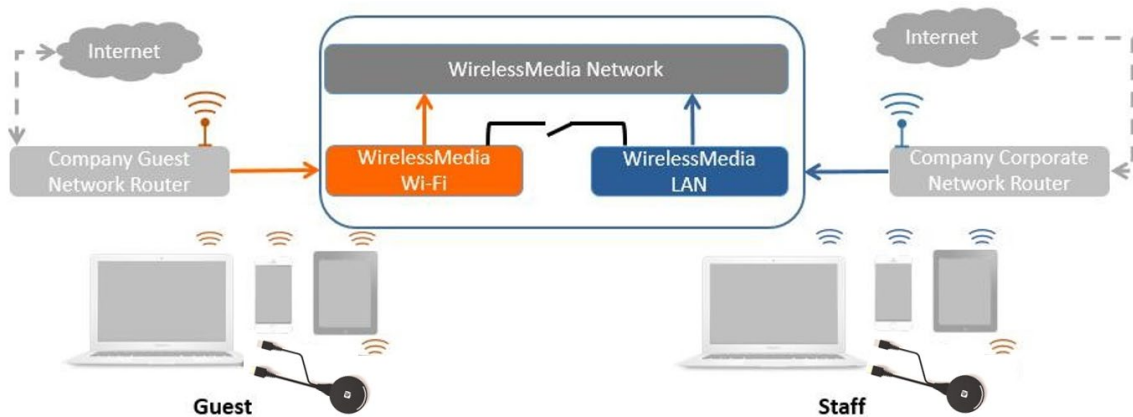 Internet
Internet
WirelessMedia Network
Company Guest
Network Router
WirelessMedia
Wi-Fi
WirelessMedia
LAN
Company Corporate
Network Router
Guest
Staff